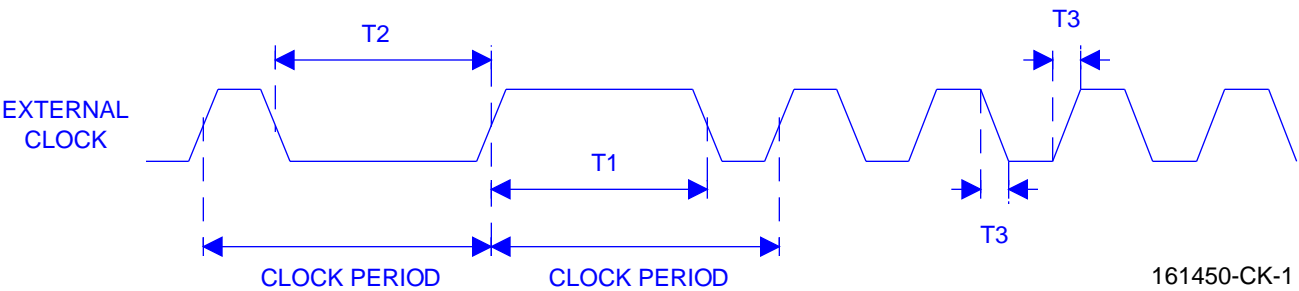 T2
T3
EXTERNAL
CLOCK
T1
T3
CLOCK PERIOD
CLOCK PERIOD
161450-CK-1